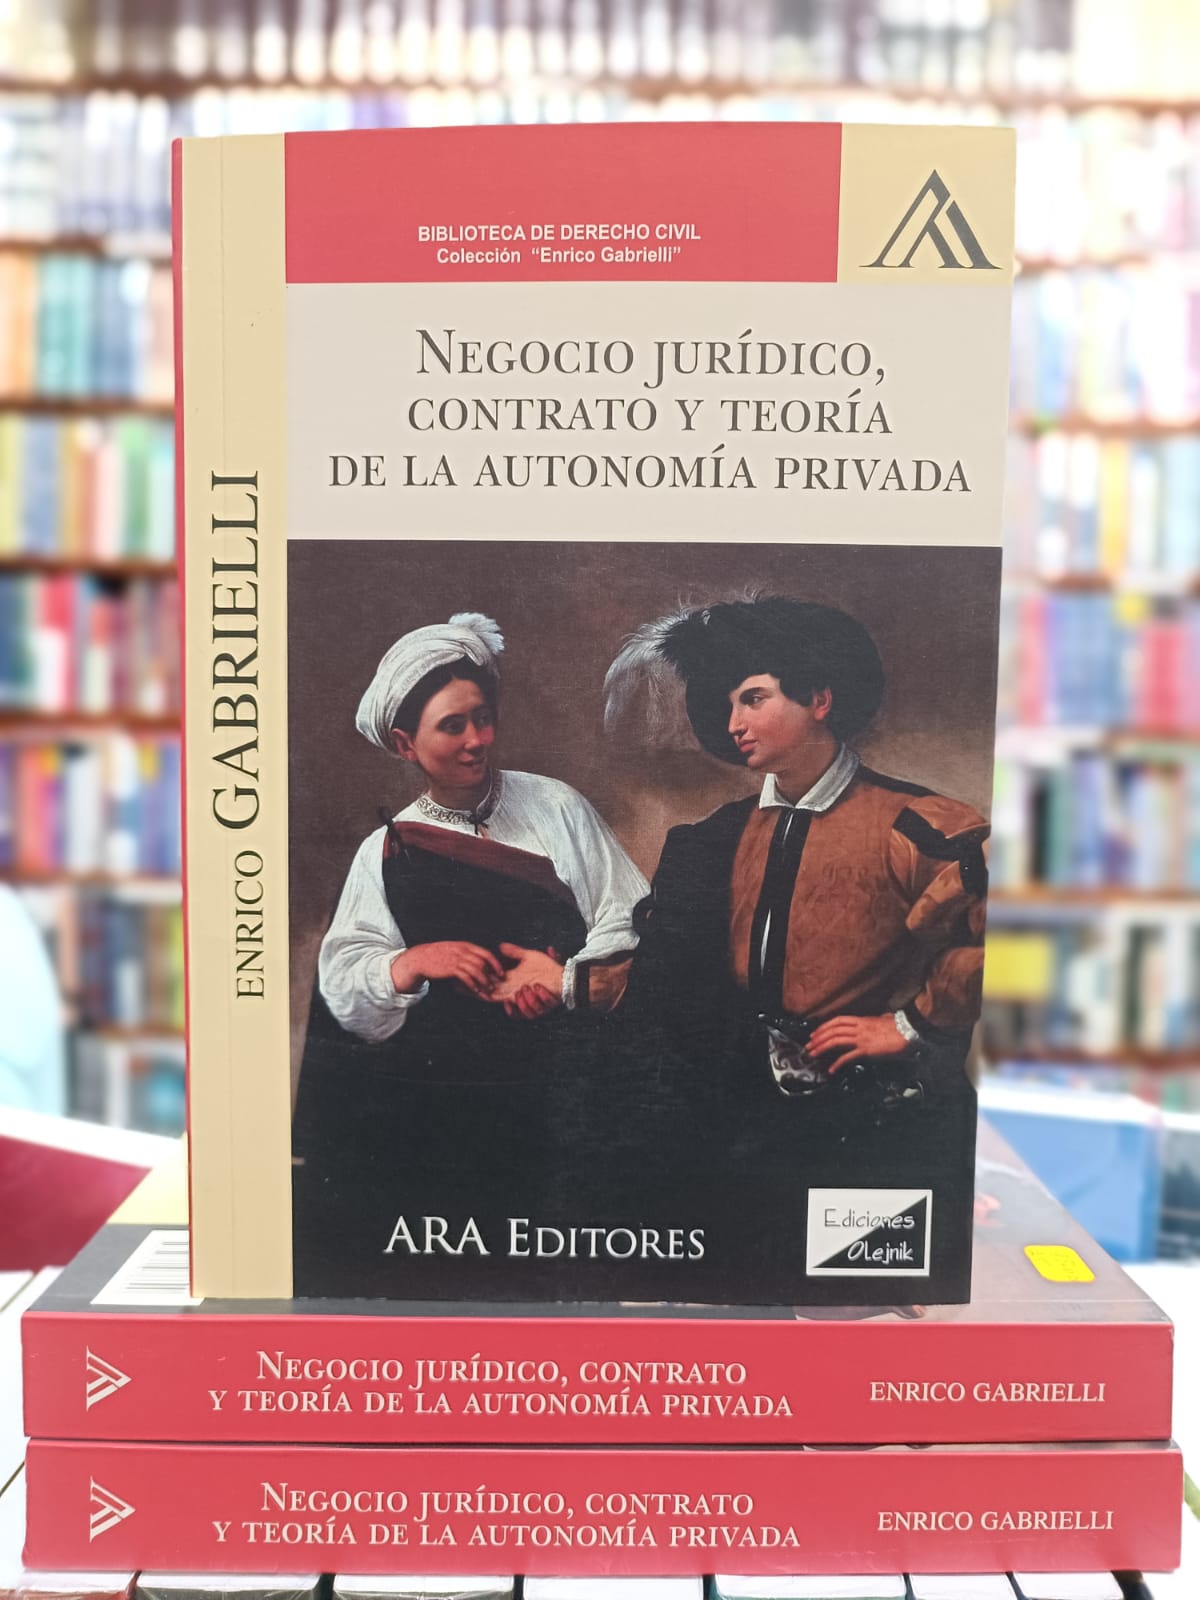 BIBLIOTECA DE DERECHO CIVIL
Colección "Enrico Gabrielli"
NEGOCIO JURÍDICO,
CONTRATO Y TEORÍA
DE LA AUTONOMÍA PRIVADA
ENRICO GABRIELLI
ARA EDITORES
Ediciones
Olejnik
NEGOCIO JURÍDICO, CONTRATO
Y TEORÍA DE LA AUTONOMÍA PRIVADA
ENRICO GABRIELLI
NEGOCIO JURÍDICO, CONTRATO
Y TEORÍA DE LA AUTONOMÍA PRIVADA
ENRICO GABRIELLI